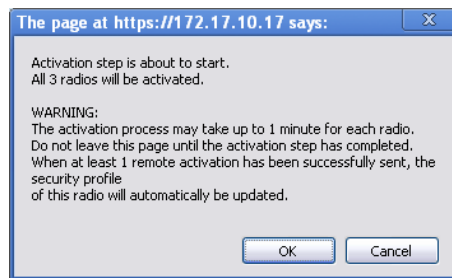 The page at https://172.17.10.17 says:
Activation step is about to start.
All 3 radios will be activated.
WARNING:
The activation process may take up to 1 minute for each radio.
Do not leave this page until the activation step has completed.
When at least 1 remote activation has been successfully sent, the
security profile
of this radio will automatically be updated.
OK
Cancel